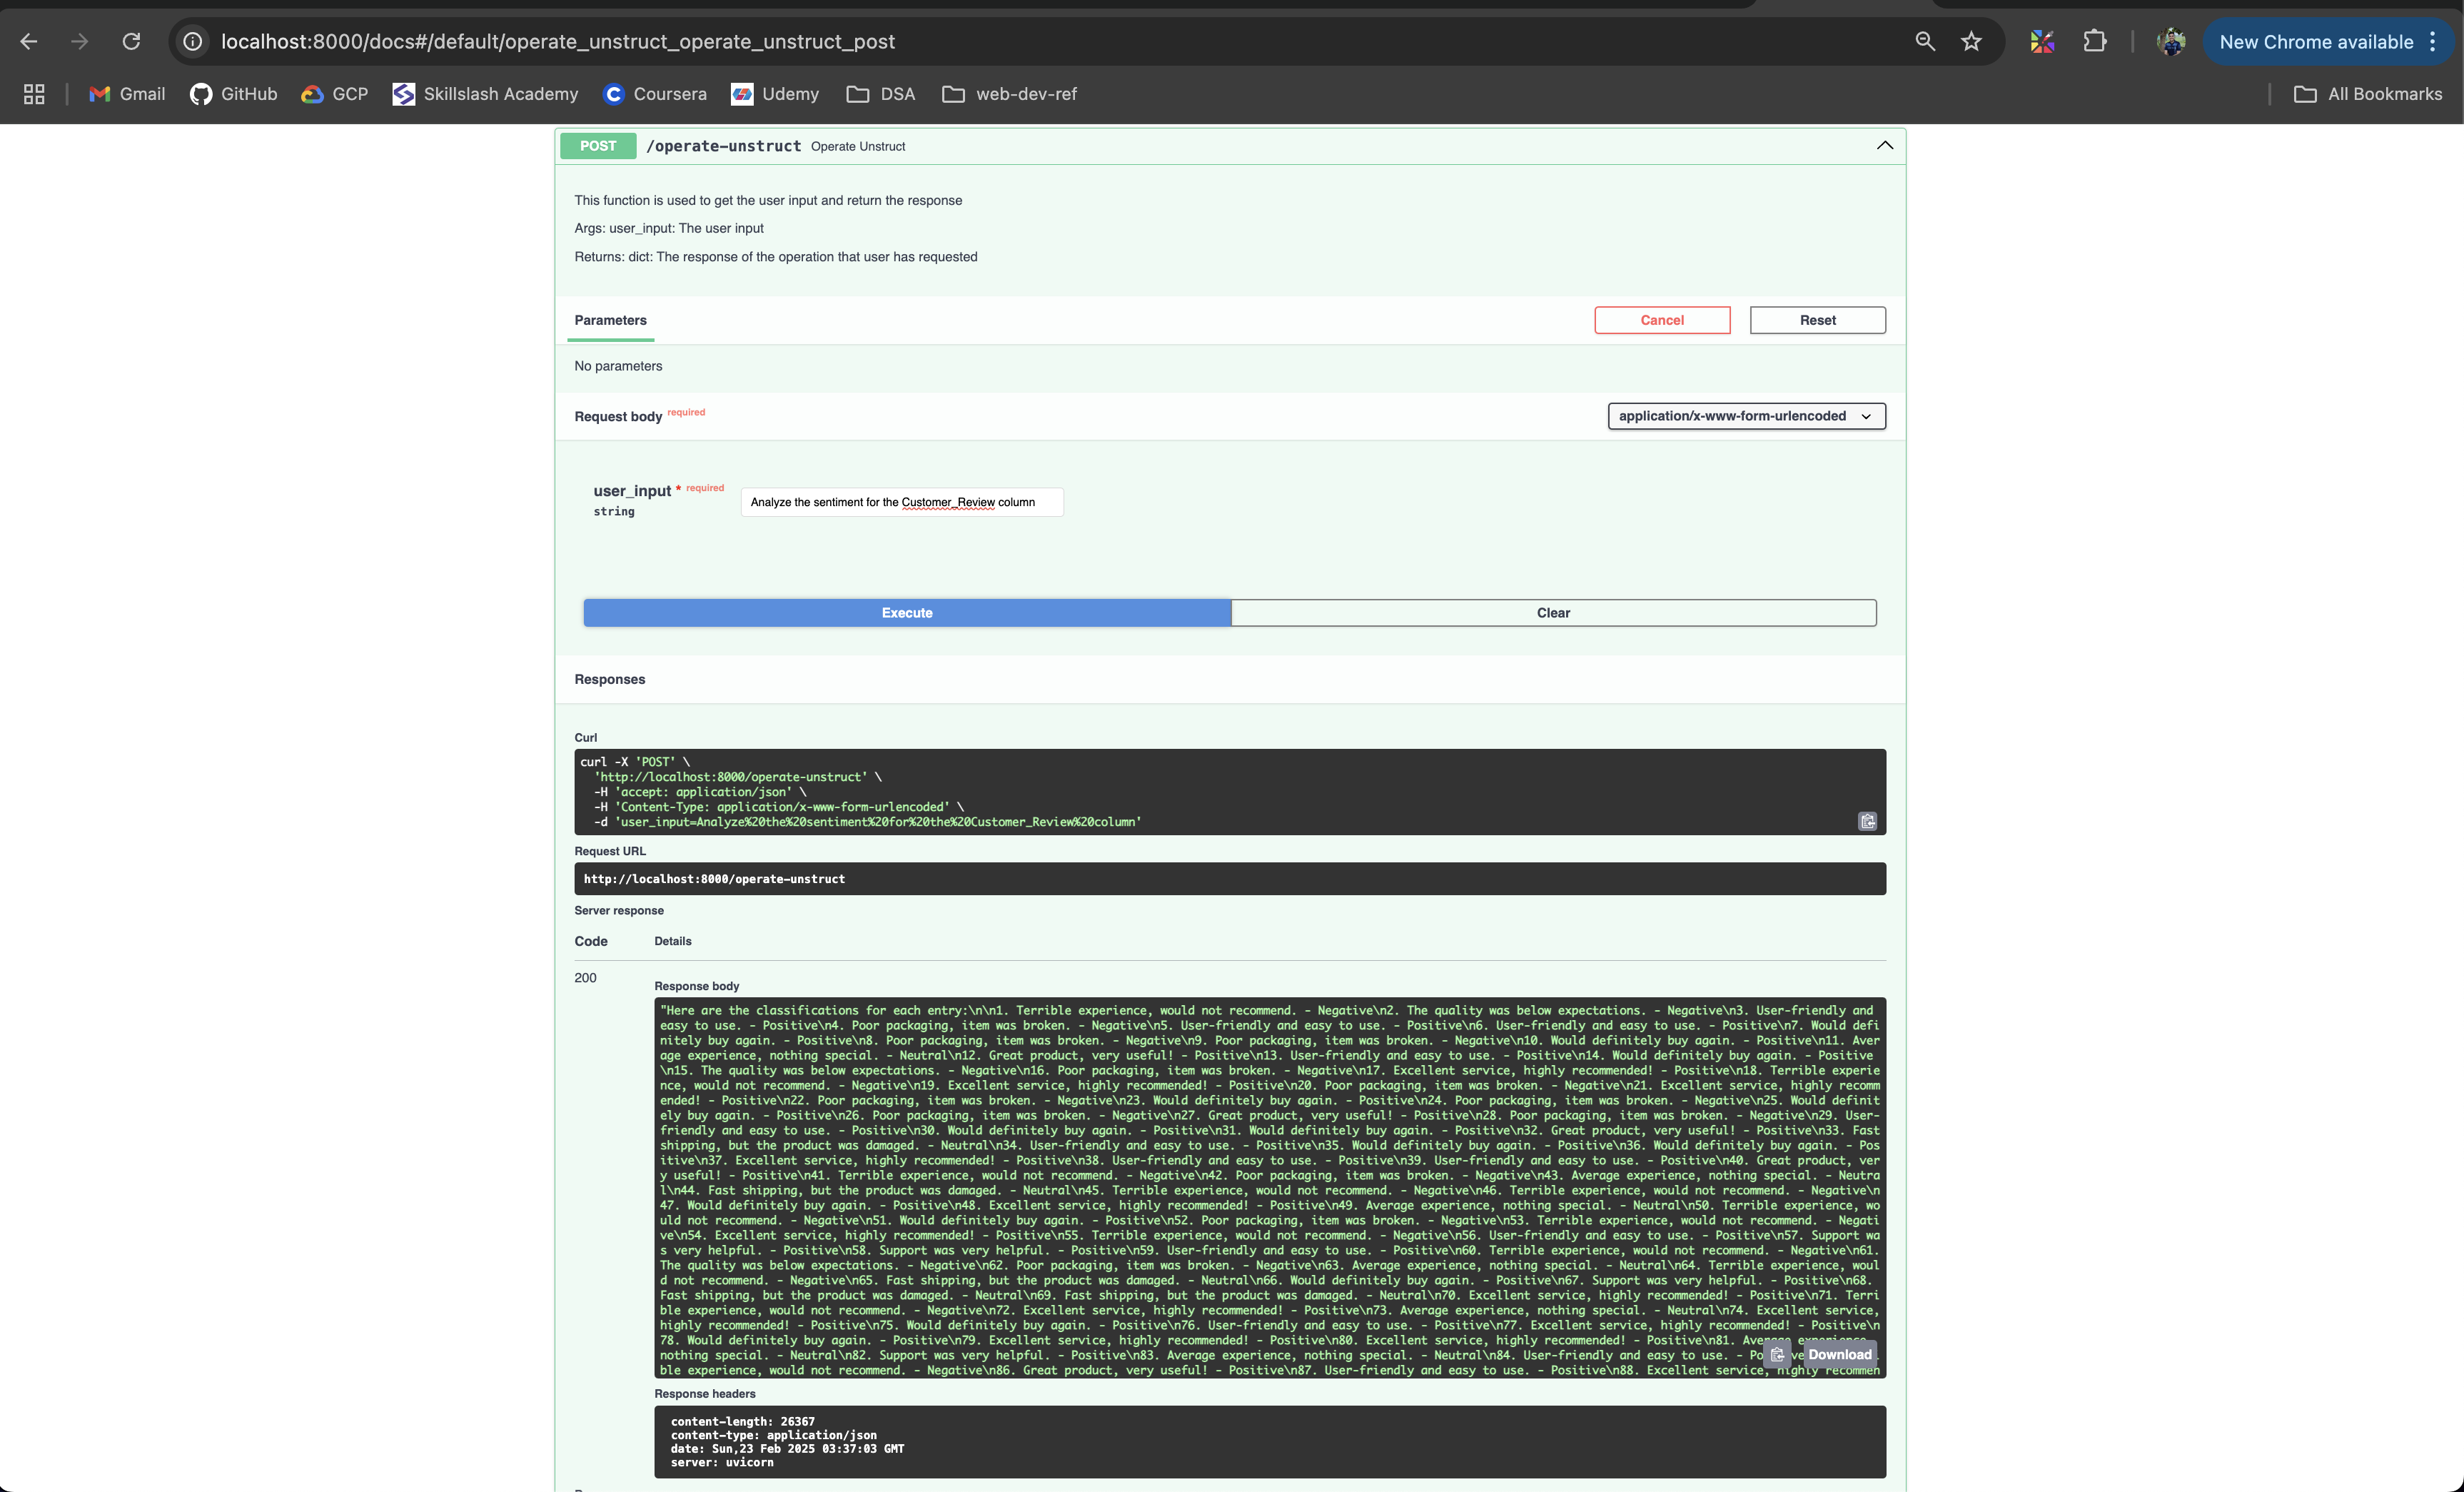 localhost:8000/docs#/default/operate_unstruct_operate_unstruct_post
New Chrome available
Gmail
GitHub
GCP
Skillslash Academy
Coursera
Udemy
DSA
web-dev-ref
All Bookmarks
POST /operate-unstruct Operate Unstruct
This function is used to get the user input and return the response
Args: user_input: The user input
Returns: dict: The response of the operation that user has requested
Parameters
Cancel
Reset
No parameters
Request body required
application/x-www-form-urlencoded
user_input * required
string
Analyze the sentiment for the Customer_Review column
Execute
Clear
Responses
Curl
curl -X 'POST' \
'http://localhost:8000/operate-unstruct' \
-H 'accept: application/json' \
-H 'Content-Type: application/x-www-form-urlencoded' \
-d 'user_input=Analyze%20the%20sentiment%20for%20the%20Customer_Review%20column'
Request URL
http://localhost:8000/operate-unstruct
Server response
Code Details
200
Response body
"Here are the classifications for each entry:\n\n1. Terrible experience, would not recommend. - Negative\n2. The quality was below expectations. - Negative\n3. User-friendly and
easy to use. - Positive\n4. Poor packaging, item was broken. - Negative\n5. User-friendly and easy to use. - Positive\n6. User-friendly and easy to use. - Positive\n7. Would defi
nitely buy again. - Positive\n8. Poor packaging, item was broken. - Negative\n9. Poor packaging, item was broken. - Negative\n10. Would definitely buy again. - Positive\n11. Aver
age experience, nothing special. - Neutral\n12. Great product, very useful! - Positive\n13. User-friendly and easy to use. - Positive\n14. Would definitely buy again. - Positive
\n15. The quality was below expectations. - Negative\n16. Poor packaging, item was broken. - Negative\n17. Excellent service, highly recommended! - Positive\n18. Terrible experie
nce, would not recommend. - Negative\n19. Excellent service, highly recommended! - Positive\n20. Poor packaging, item was broken. - Negative\n21. Excellent service, highly recomm
ended! - Positive\n22. Poor packaging, item was broken. - Negative\n23. Would definitely buy again. - Positive\n24. Poor packaging, item was broken. - Negative\n25. Would definit
ely buy again. - Positive\n26. Poor packaging, item was broken. - Negative\n27. Great product, very useful! - Positive\n28. Poor packaging, item was broken. - Negative\n29. User-
friendly and easy to use. - Positive\n30. Would definitely buy again. - Positive\n31. Would definitely buy again. - Positive\n32. Great product, very useful! - Positive\n33. Fast
shipping, but the product was damaged. - Neutral\n34. User-friendly and easy to use. - Positive\n35. Would definitely buy again. - Positive\n36. Would definitely buy again. - Pos
itive\n37. Excellent service, highly recommended! - Positive\n38. User-friendly and easy to use. - Positive\n39. User-friendly and easy to use. - Positive\n40. Great product, ver
y useful! - Positive\n41. Terrible experience, would not recommend. - Negative\n42. Poor packaging, item was broken. - Negative\n43. Average experience, nothing special. - Neutra
l\n44. Fast shipping, but the product was damaged. - Neutral\n45. Terrible experience, would not recommend. - Negative\n46. Terrible experience, would not recommend. - Negative\n
47. Would definitely buy again. - Positive\n48. Excellent service, highly recommended! - Positive\n49. Average experience, nothing special. - Neutral\n50. Terrible experience, wo
uld not recommend. - Negative\n51. Would definitely buy again. - Positive\n52. Poor packaging, item was broken. - Negative\n53. Terrible experience, would not recommend. - Negati
ve\n54. Excellent service, highly recommended! - Positive\n55. Terrible experience, would not recommend. - Negative\n56. User-friendly and easy to use. - Positive\n57. Support wa
s very helpful. - Positive\n58. Support was very helpful. - Positive\n59. User-friendly and easy to use. - Positive\n60. Terrible experience, would not recommend. - Negative\n61.
The quality was below expectations. - Negative\n62. Poor packaging, item was broken. - Negative\n63. Average experience, nothing special. - Neutral\n64. Terrible experience, woul
d not recommend. - Negative\n65. Fast shipping, but the product was damaged. - Neutral\n66. Would definitely buy again. - Positive\n67. Support was very helpful. - Positive\n68.
Fast shipping, but the product was damaged. - Neutral\n69. Fast shipping, but the product was damaged. - Neutral\n70. Excellent service, highly recommended! - Positive\n71. Terri
ble experience, would not recommend. - Negative\n72. Excellent service, highly recommended! - Positive\n73. Average experience, nothing special. - Neutral\n74. Excellent service,
highly recommended! - Positive\n75. Would definitely buy again. - Positive\n76. User-friendly and easy to use. - Positive\n77. Excellent service, highly recommended! - Positive\n
78. Would definitely buy again. - Positive\n79. Excellent service, highly recommended! - Positive\n80. Excellent service, highly recommended! - Positive\n81. Average experience,
nothing special. - Neutral\n82. Support was very helpful. - Positive\n83. Average experience, nothing special. - Neutral\n84. User-friendly and easy to use. - Po
Download
ble experience, would not recommend. - Negative\n86. Great product, very useful! - Positive\n87. User-friendly and easy to use. - Positive\n88. Excellent service, highly recommen
Response headers
content-length: 26367
content-type: application/json
date: Sun,23 Feb 2025 03:37:03 GMT
server: uvicorn